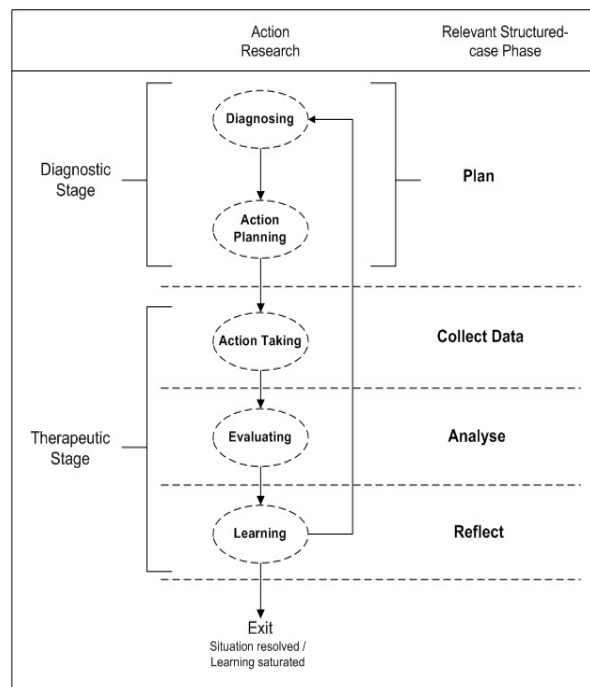 Action
Research
Relevant Structured-
case Phase
Diagnosing
Diagnostic
Stage
Plan
Action
Planning
Action Taking
Collect Data
Therapeutic
Stage
Evaluating
Analyse
Learning
Reflect
Exit
Situation resolved /
Learning saturated